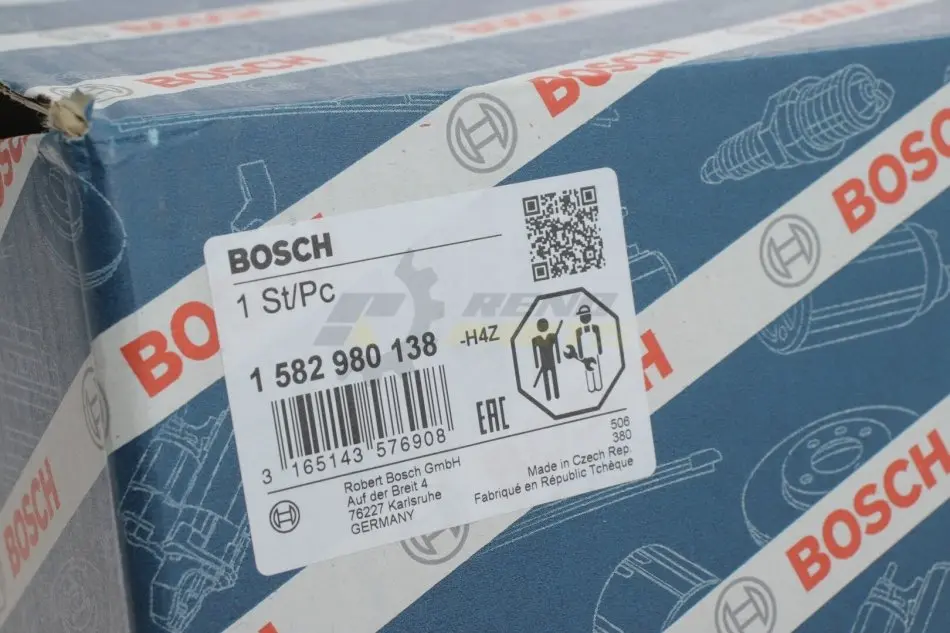 BOSCH
BOSCH
BOSCH
BOSCH
BOSCH
BOSCH
BOSCH
1 St/Pc
1 582 980 138
-H4Z
3 165143 576908
EAC
506
380
Robert Bosch GmbH
Auf der Breit 4
76227 Karlsruhe
GERMANY
Made in Czech Rep.
Fabriqué en République Tchèque